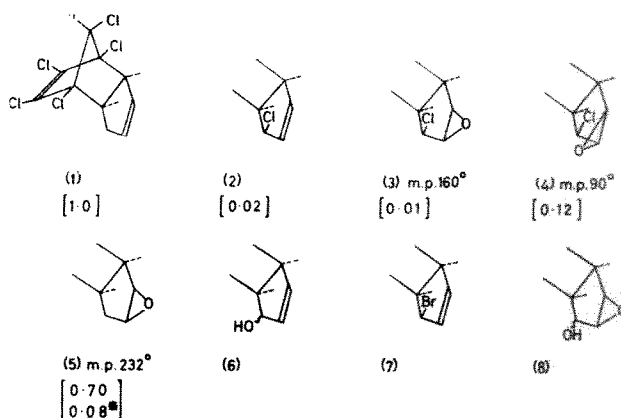 Cl
Cl
Cl
Cl
Cl
(1)
[1·0]
Cl
(2)
[0·02]
Cl
O
(3) m.p.160°
[0·01]
Cl
O
(4) m.p.90°
[0·12]
O
(5) m.p.232°
[0·70
0·08*]
HO
(6)
Br
(7)
OH
(8)